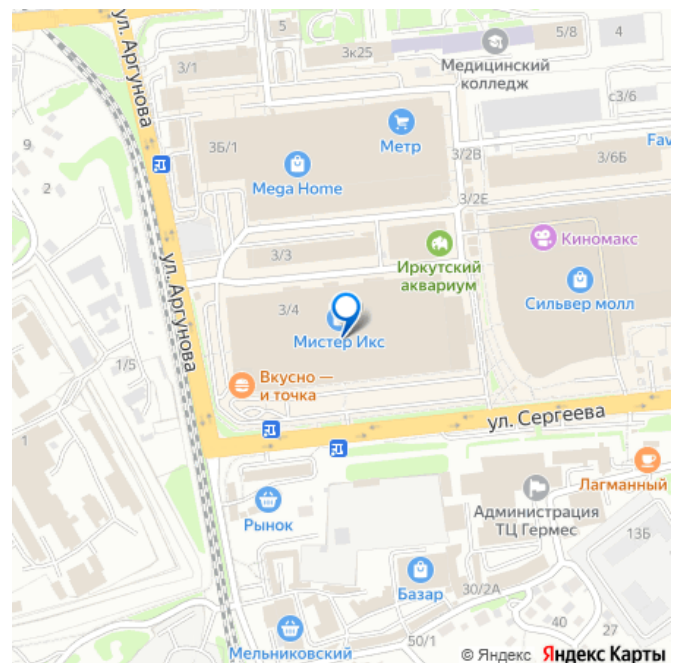 ул. Аргунова
5
5/8
4
3к25
Медицинский
колледж
3/1
с3/6
9
3Б/1
Метр
3/2В
Fav
3/6Б
2
Mega Home
3/2Е
Киномакс
3/3
Иркутский
аквариум
ул. Аргунова
Сильвер молл
3/4
Мистер Икс
1/5
Вкусно —
и точка
ул. Сергеева
1
Лагманный
Администрация
ТЦ Гермес
Рынок
13Б
Базар
30/2А
40
27
50/1
Мельниковский
© Яндекс Яндекс Карты